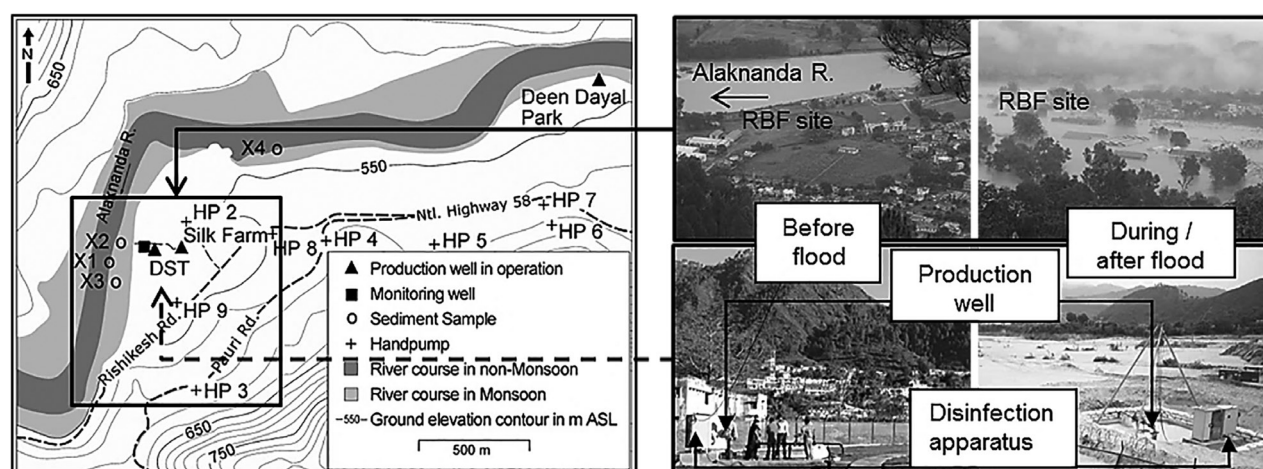 N
650
Alaknanda R.
Deen Dayal
Park
X4
550
HP 2
Silk Farm
Ntl. Highway 58
HP 7
HP 6
HP 8
HP 4
HP 5
X2
X1
X3
DST
HP 9
Rishikesh Rd.
Pauri Rd.
HP 3
650
750
Production well in operation
Monitoring well
Sediment Sample
Handpump
River course in non-Monsoon
River course in Monsoon
-550- Ground elevation contour in m ASL
500 m
Alaknanda R.
RBF site
RBF site
Before
flood
During /
after flood
Production
well
Disinfection
apparatus